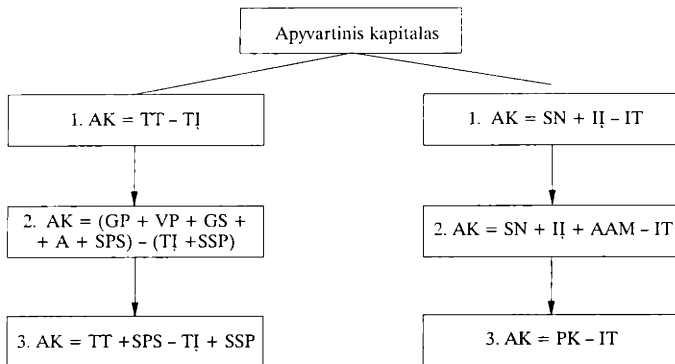 Apyvartinis kapitalas
1. AK = TT – TĮ
1. AK = SN + IĮ – IT
2. AK = (GP + VP + GS +
+ A + SPS) – (TĮ +SSP)
2. AK = SN + IĮ + AAM – IT
3. AK = TT +SPS – TĮ + SSP
3. AK = PK – IT